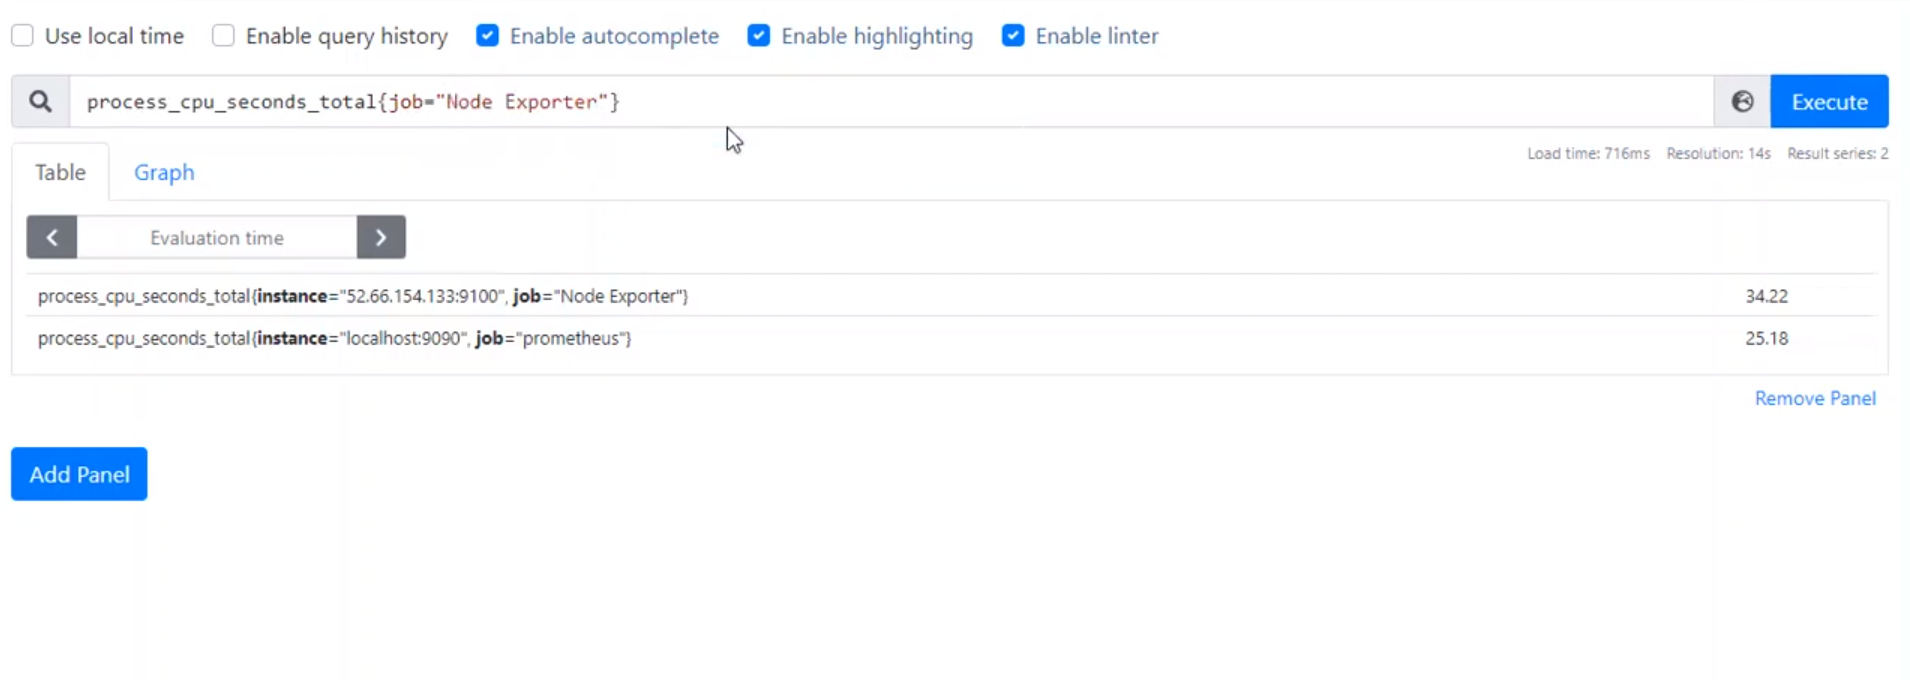 Use local time Enable query history Enable autocomplete Enable highlighting Enable linter
process_cpu_seconds_total{job="Node Exporter"} Execute
Load time: 716ms Resolution: 14s Result series: 2
Table Graph
Evaluation time
process_cpu_seconds_total{instance="52.66.154.133:9100", job="Node Exporter"} 34.22
process_cpu_seconds_total{instance="localhost:9090", job="prometheus"} 25.18
Remove Panel
Add Panel